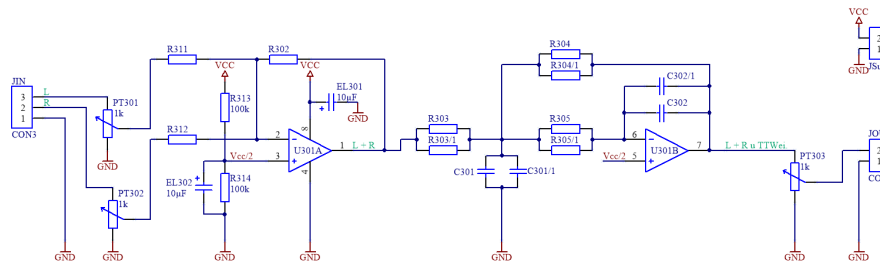 VCC
JSu
GND
JIN
L
R
3
2
1
CON3
PT301
1k
GND
PT302
1k
GND
GND
R311
R312
VCC
R313
100k
Vcc/2
EL302
10μF
R314
100k
GND
R302
VCC
EL301
10μF
GND
8
2
3
U301A
1
L + R
4
GND
R303
R303/1
C301
C301/1
GND
R304
R304/1
R305
R305/1
C302/1
C302
Vcc/2
6
5
U301B
7
L + R u TTWei.
PT303
1k
GND
JOU
CO
GND